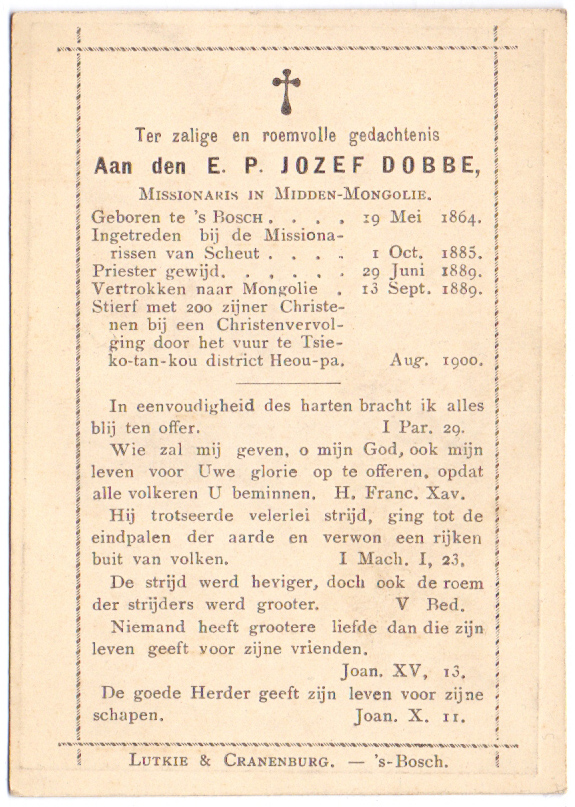 Ter zalige en roemvolle gedachtenis
Aan den E. P. JOZEF DOBBE,
MISSIONARIS IN MIDDEN-MONGOLIE.
Geboren te 's BOSCH . . . . 19 Mei 1864.
Ingetreden bij de Missiona-
rissen van Scheut . . . . 1 Oct. 1885.
Priester gewijd. . . . . . 29 Juni 1889.
Vertrokken naar Mongolie . 13 Sept. 1889.
Stierf met 200 zijner Christe-
nen bij een Christenvervol-
ging door het vuur te Tsie-
ko-tan-kou district Heou-pa. Aug. 1900.
In eenvoudigheid des harten bracht ik alles
blij ten offer. I Par. 29.
Wie zal mij geven, o mijn God, ook mijn
leven voor Uwe glorie op te offeren, opdat
alle volkeren U beminnen. H. Franc. Xav.
Hij trotseerde velerlei strijd, ging tot de
eindpalen der aarde en verwon een rijken
buit van volken. I Mach. I, 23.
De strijd werd heviger, doch ook de roem
der strijders werd grooter. V Bed.
Niemand heeft grootere liefde dan die zijn
leven geeft voor zijne vrienden.
Joan. XV, 13.
De goede Herder geeft zijn leven voor zijne
schapen. Joan. X. 11.
LUTKIE & CRANENBURG. — 's-Bosch.